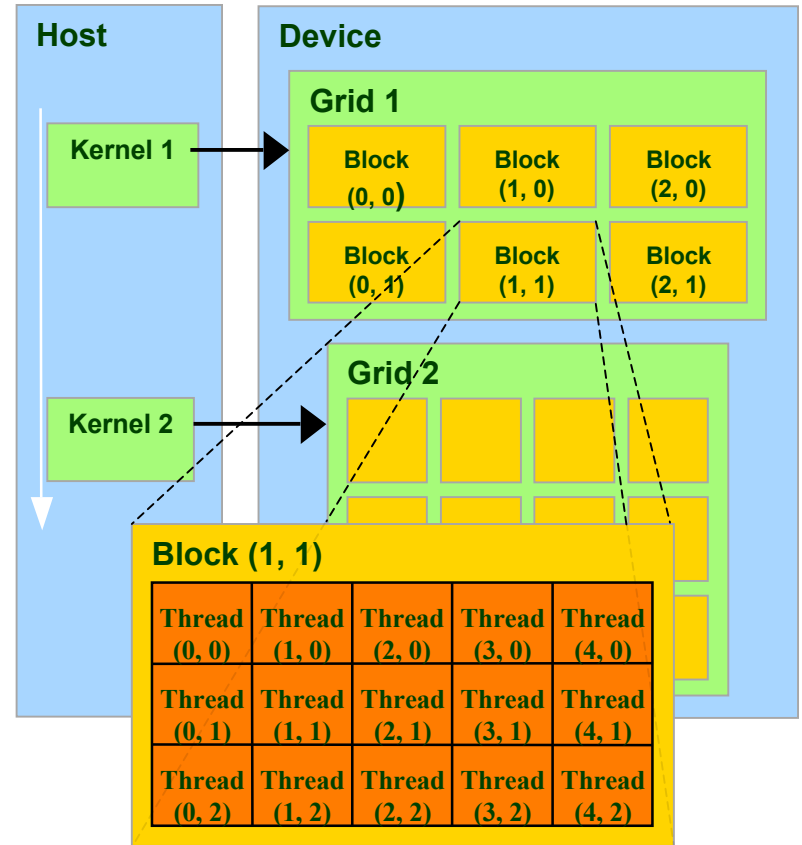 Host
Device
Grid 1
Kernel 1
Block
(0, 0)
Block
(1, 0)
Block
(2, 0)
Block
(0, 1)
Block
(1, 1)
Block
(2, 1)
Grid 2
Kernel 2
Block (1, 1)
Thread
(0, 0)
Thread
(1, 0)
Thread
(2, 0)
Thread
(3, 0)
Thread
(4, 0)
Thread
(0, 1)
Thread
(1, 1)
Thread
(2, 1)
Thread
(3, 1)
Thread
(4, 1)
Thread
(0, 2)
Thread
(1, 2)
Thread
(2, 2)
Thread
(3, 2)
Thread
(4, 2)